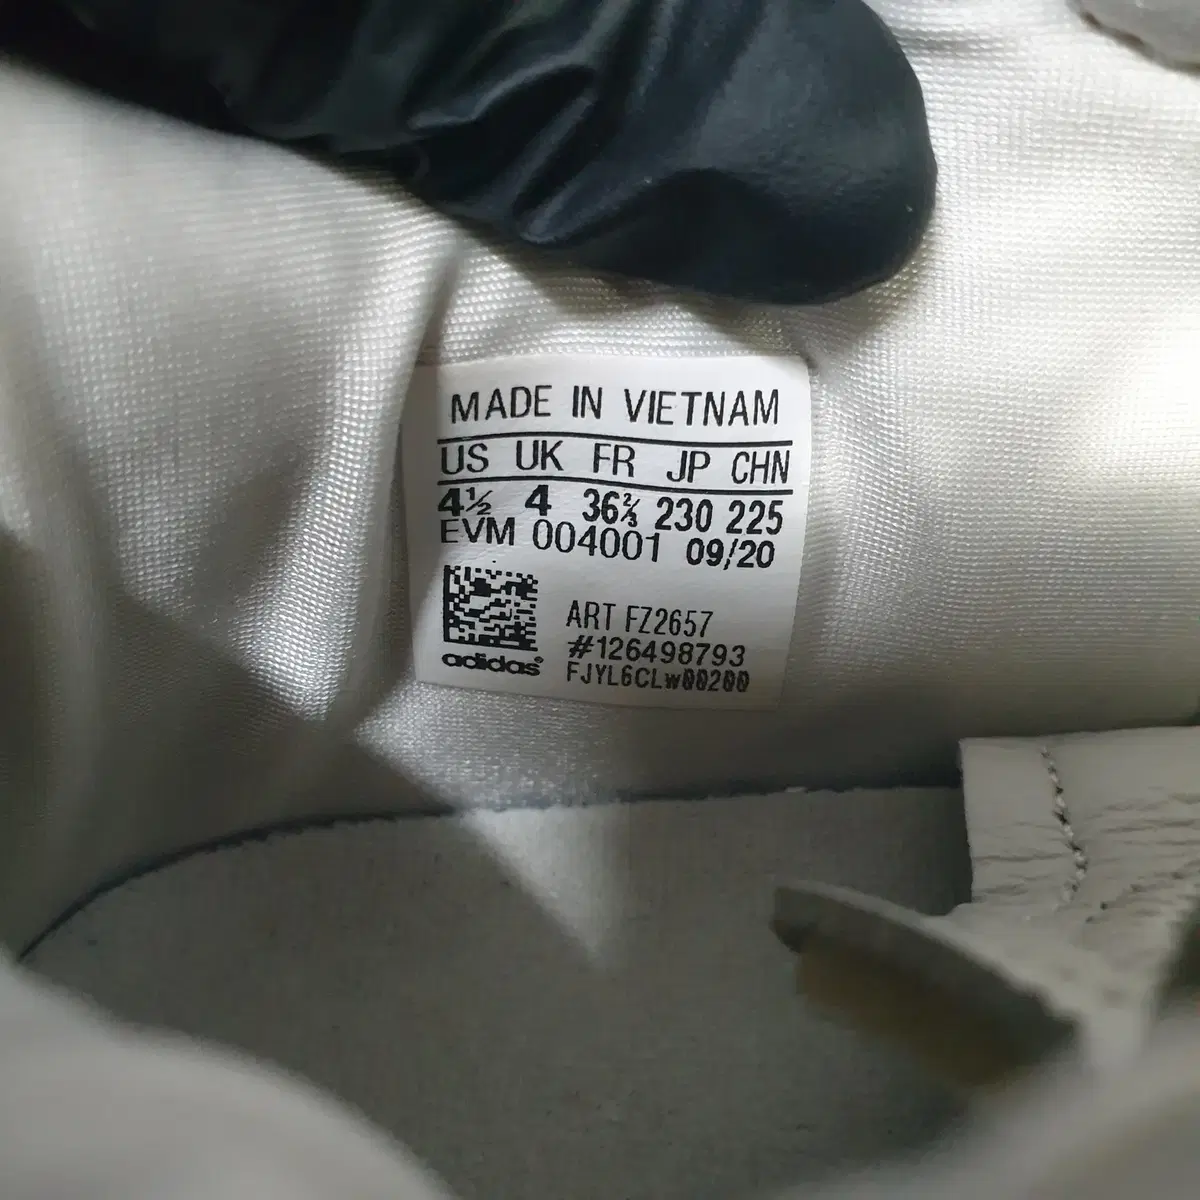 MADE IN VIETNAM
US UK FR JP CHN
4½ 4 36⅔ 230 225
EVM 004001 09/20
ART FZ2657
#126498793
adidas
FJYL6CLW00200